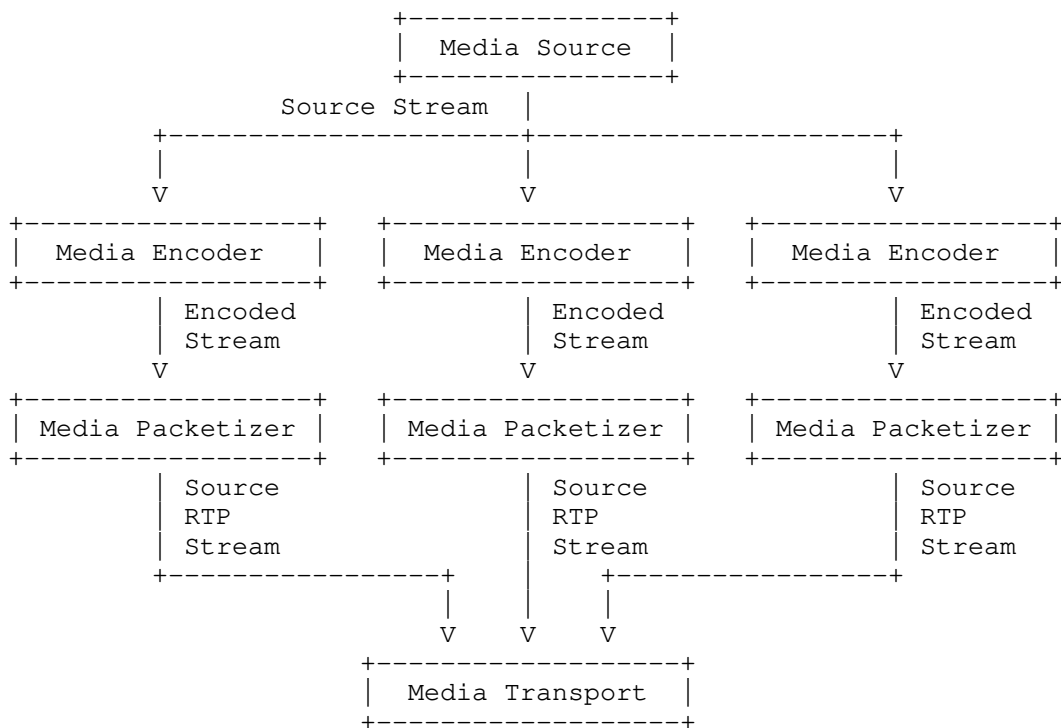 Media Source
Source Stream
V V V
Media Encoder Media Encoder Media Encoder
Encoded Encoded Encoded
Stream Stream Stream
V V V
Media Packetizer Media Packetizer Media Packetizer
Source Source Source
RTP RTP RTP
Stream Stream Stream
V V V
Media Transport